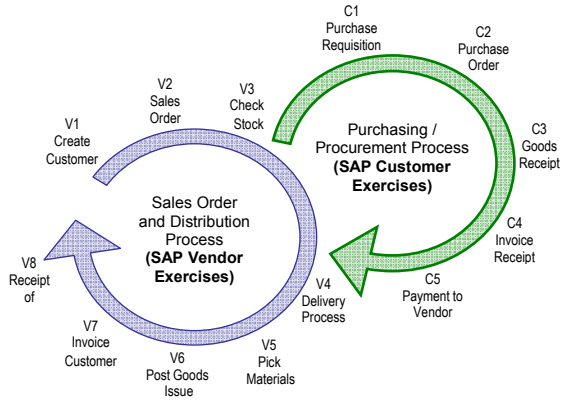 C1
Purchase
Requisition
C2
Purchase
Order
V2
Sales
Order
V3
Check
Stock
V1
Create
Customer
Purchasing /
Procurement Process
(SAP Customer
Exercises)
C3
Goods
Receipt
Sales Order
and Distribution
Process
(SAP Vendor
Exercises)
C4
Invoice
Receipt
V8
Receipt
of
V4
Delivery
Process
C5
Payment to
Vendor
V7
Invoice
Customer
V6
Post Goods
Issue
V5
Pick
Materials